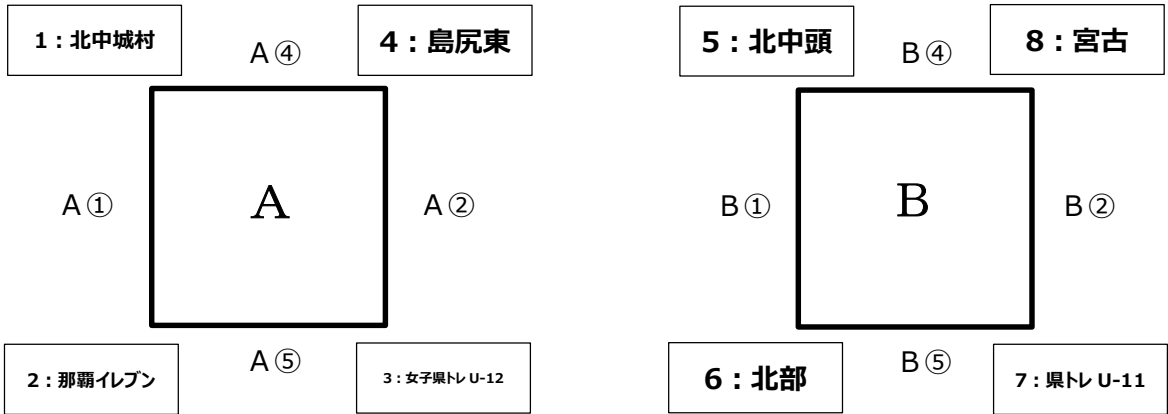 1：北中城村
A④
4：島尻東
5：北中頭
B④
8：宮古
A①
A
A②
B①
B
B②
2：那覇イレブン
A⑤
3：女子県トレ U-12
6：北部
B⑤
7：県トレ U-11